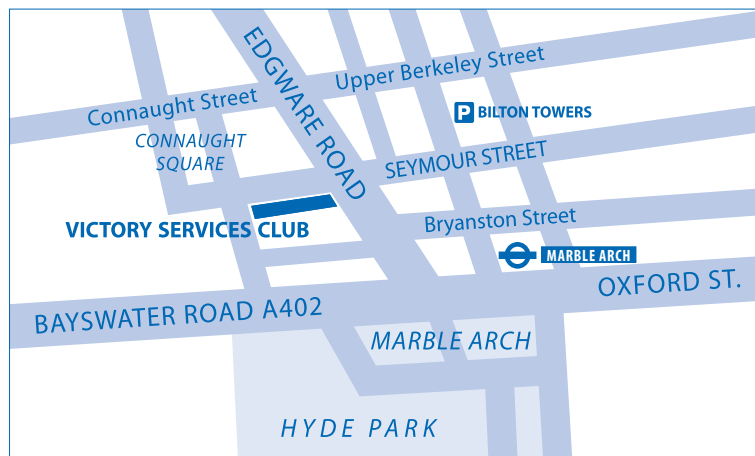 EDGWARE ROAD
Upper Berkeley Street
Connaught Street
P BILTON TOWERS
CONNAUGHT
SQUARE
SEYMOUR STREET
VICTORY SERVICES CLUB
Bryanston Street
MARBLE ARCH
OXFORD ST.
BAYSWATER ROAD A402
MARBLE ARCH
HYDE PARK